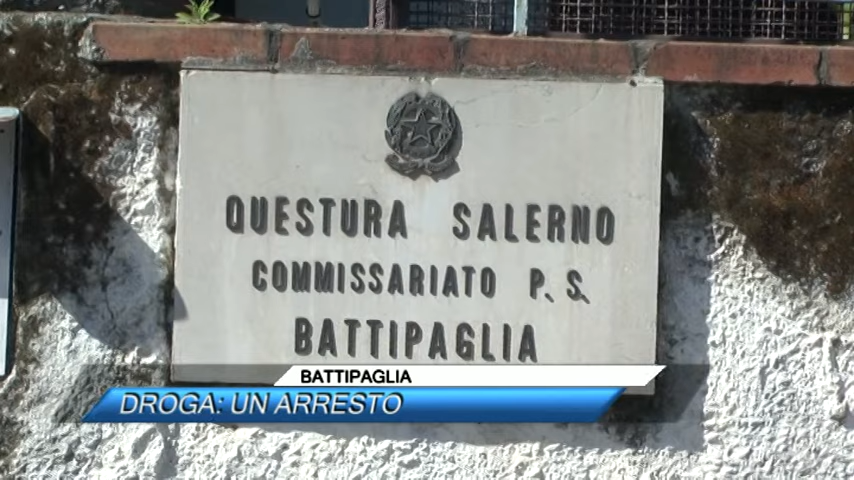 QUESTURA SALERNO
COMMISSARIATO P. S.
BATTIPAGLIA
BATTIPAGLIA
DROGA: UN ARRESTO